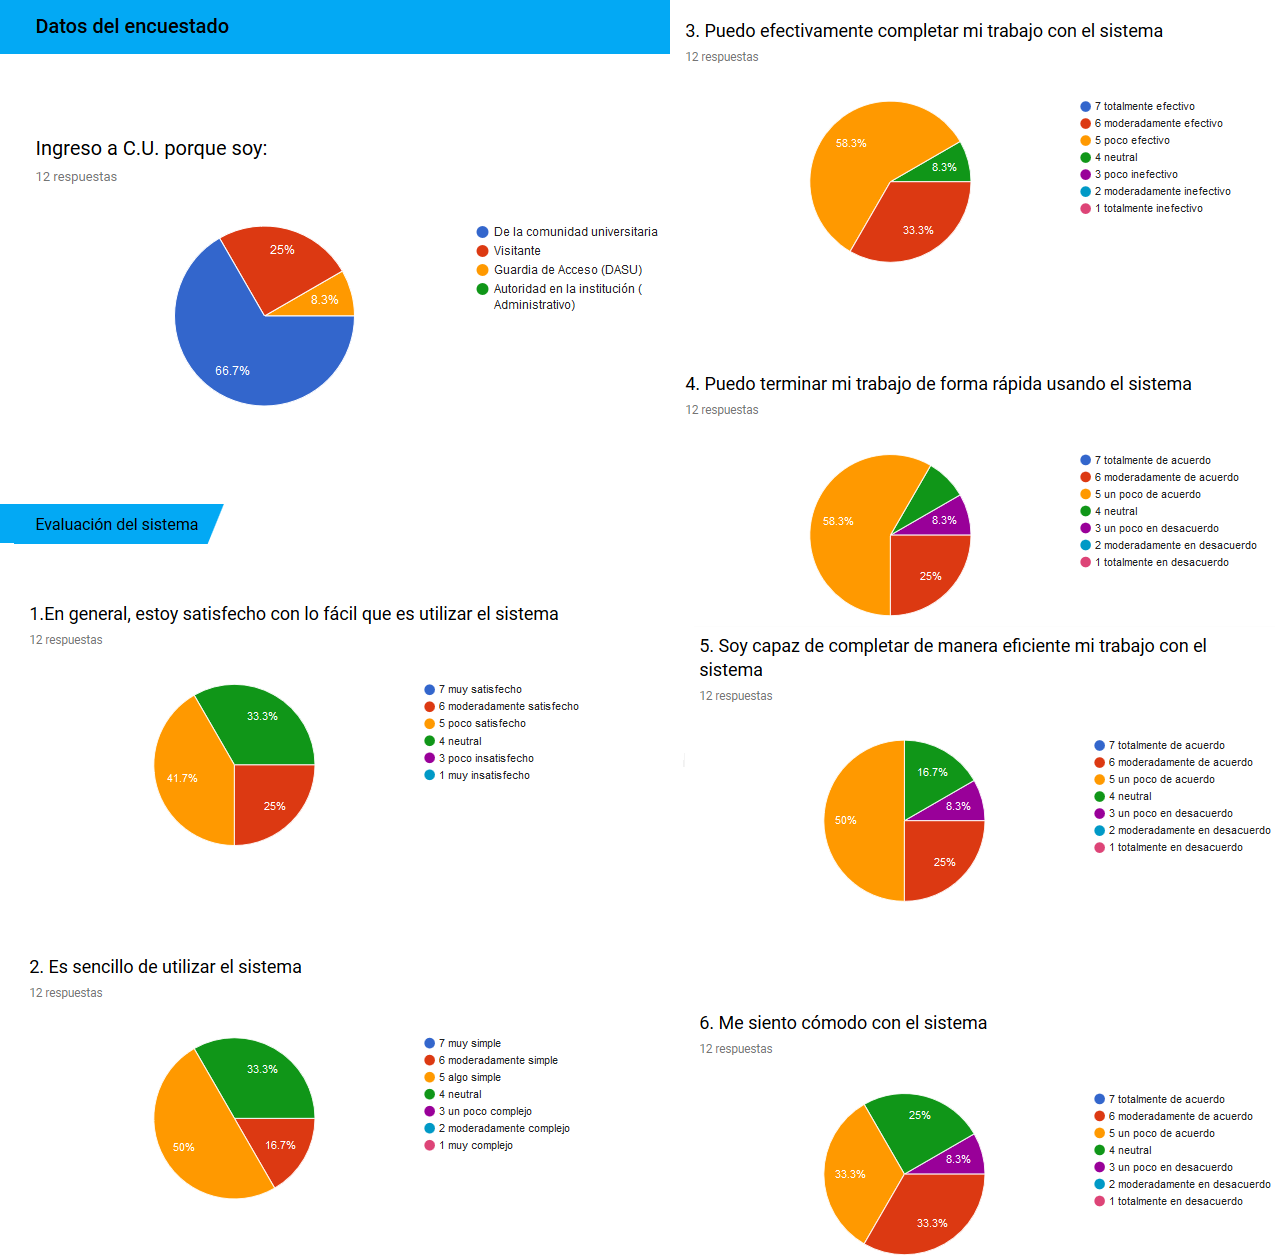 Datos del encuestado
Ingreso a C.U. porque soy:
12 respuestas
25%
8.3%
66.7%
De la comunidad universitaria
Visitante
Guardia de Acceso (DASU)
Autoridad en la institución (
Administrativo)
Evaluación del sistema
1.En general, estoy satisfecho con lo fácil que es utilizar el sistema
12 respuestas
33.3%
41.7%
25%
7 muy satisfecho
6 moderadamente satisfecho
5 poco satisfecho
4 neutral
3 poco insatisfecho
1 muy insatisfecho
2. Es sencillo de utilizar el sistema
12 respuestas
33.3%
50%
16.7%
7 muy simple
6 moderadamente simple
5 algo simple
4 neutral
3 un poco complejo
2 moderadamente complejo
1 muy complejo
3. Puedo efectivamente completar mi trabajo con el sistema
12 respuestas
58.3%
8.3%
33.3%
7 totalmente efectivo
6 moderadamente efectivo
5 poco efectivo
4 neutral
3 poco inefectivo
2 moderadamente inefectivo
1 totalmente inefectivo
4. Puedo terminar mi trabajo de forma rápida usando el sistema
12 respuestas
58.3%
8.3%
25%
7 totalmente de acuerdo
6 moderadamente de acuerdo
5 un poco de acuerdo
4 neutral
3 un poco en desacuerdo
2 moderadamente en desacuerdo
1 totalmente en desacuerdo
5. Soy capaz de completar de manera eficiente mi trabajo con el
sistema
12 respuestas
16.7%
8.3%
50%
25%
7 totalmente de acuerdo
6 moderadamente de acuerdo
5 un poco de acuerdo
4 neutral
3 un poco en desacuerdo
2 moderadamente en desacuerdo
1 totalmente en desacuerdo
6. Me siento cómodo con el sistema
12 respuestas
25%
8.3%
33.3%
33.3%
7 totalmente de acuerdo
6 moderadamente de acuerdo
5 un poco de acuerdo
4 neutral
3 un poco en desacuerdo
2 moderadamente en desacuerdo
1 totalmente en desacuerdo